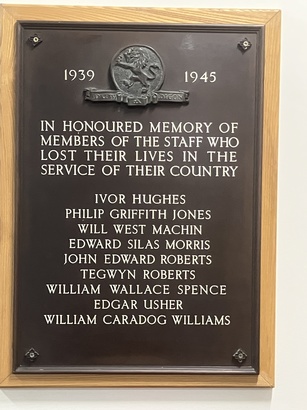 1939 1945
IN HONOURED MEMORY OF
MEMBERS OF THE STAFF WHO
LOST THEIR LIVES IN THE
SERVICE OF THEIR COUNTRY
IVOR HUGHES
PHILIP GRIFFITH JONES
WILL WEST MACHIN
EDWARD SILAS MORRIS
JOHN EDWARD ROBERTS
TEGWYN ROBERTS
WILLIAM WALLACE SPENCE
EDGAR USHER
WILLIAM CARADOG WILLIAMS